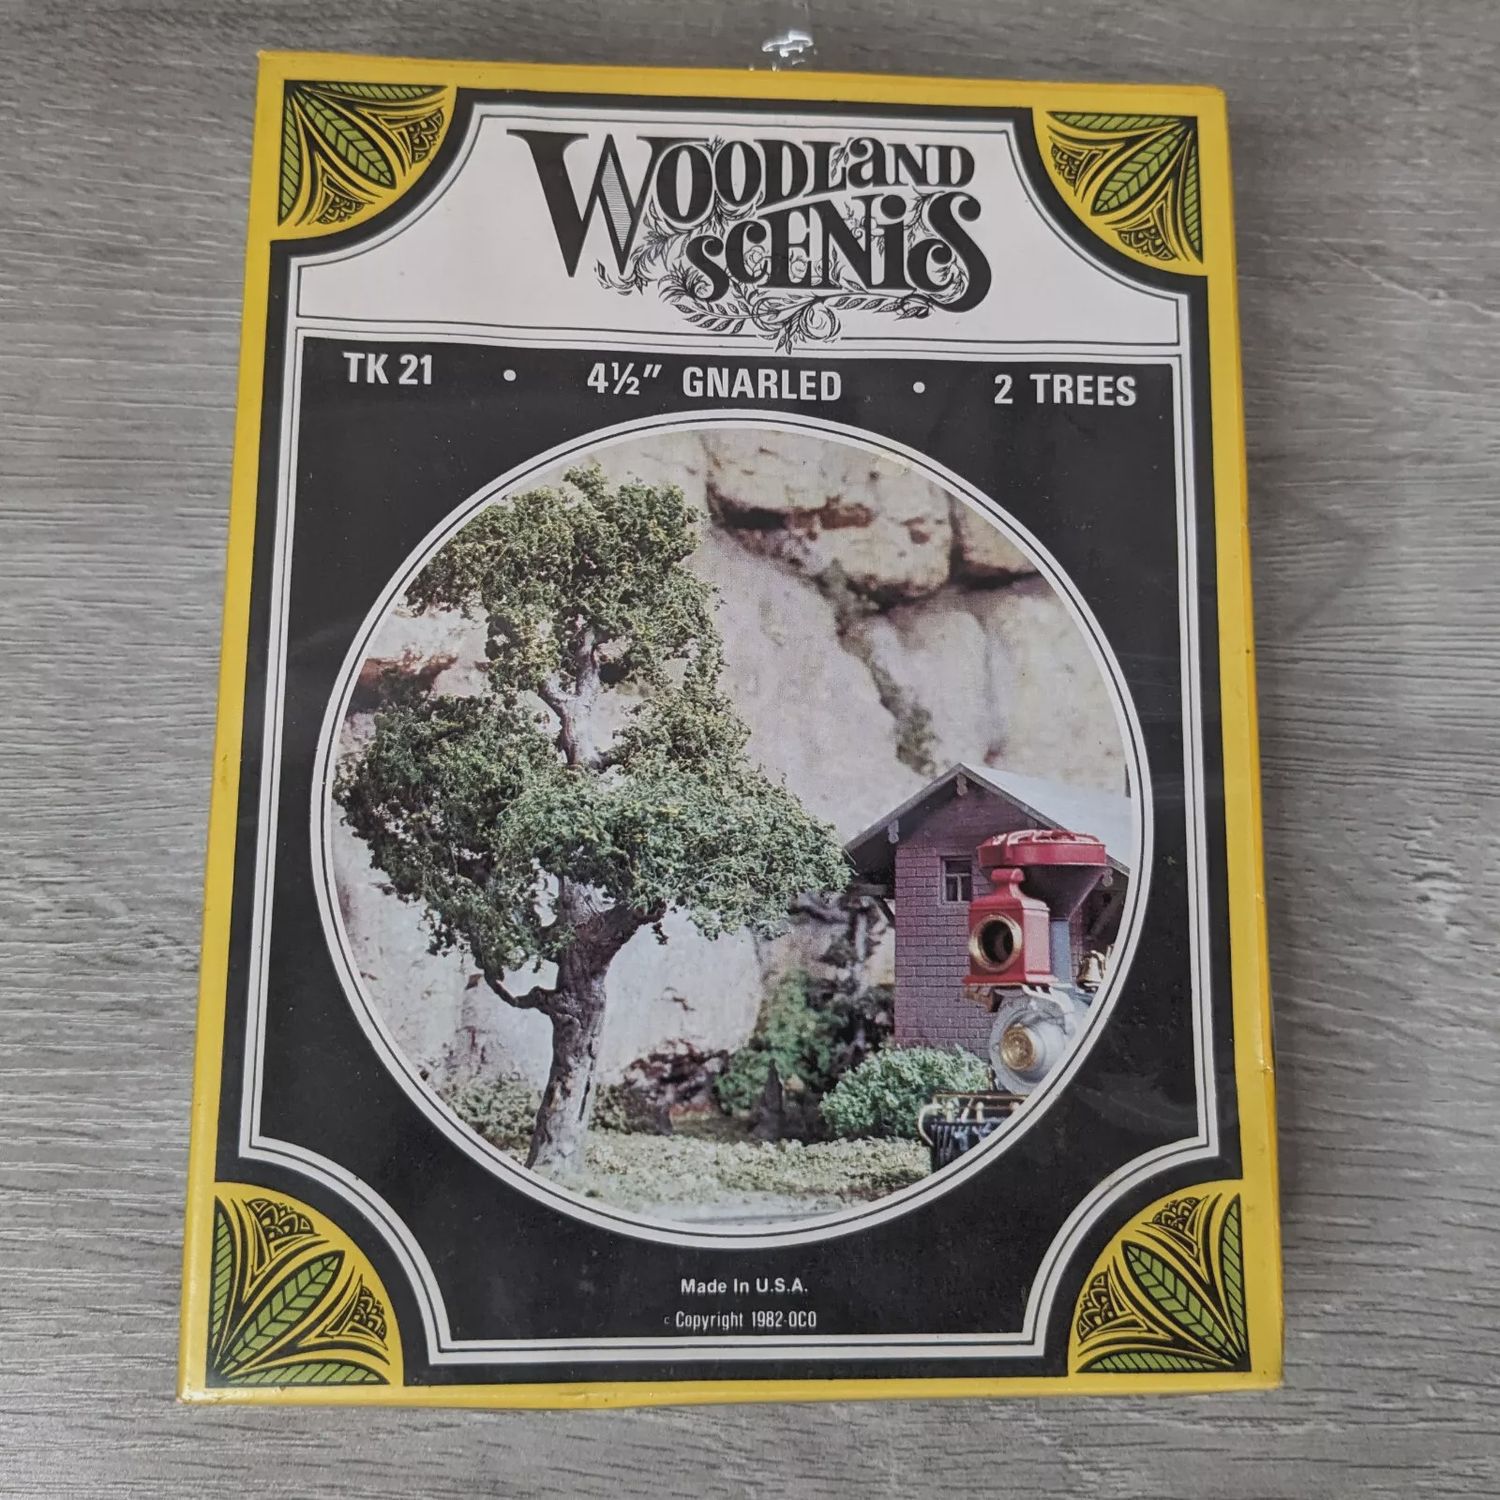 WOODLAND
SCENICS
TK 21 • 4½" GNARLED • 2 TREES
Made In U.S.A.
© Copyright 1982-OCO